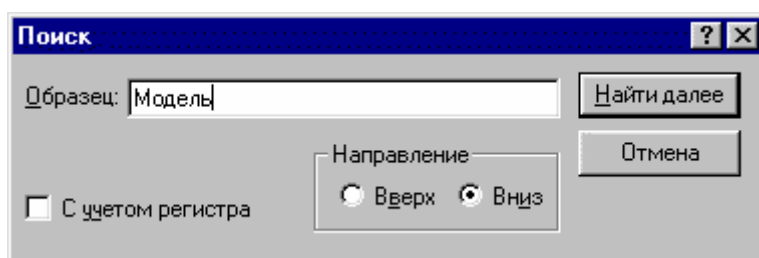 Поиск
Образец: Модель
Найти далее
Направление
Отмена
Вверх Вниз
С учетом регистра